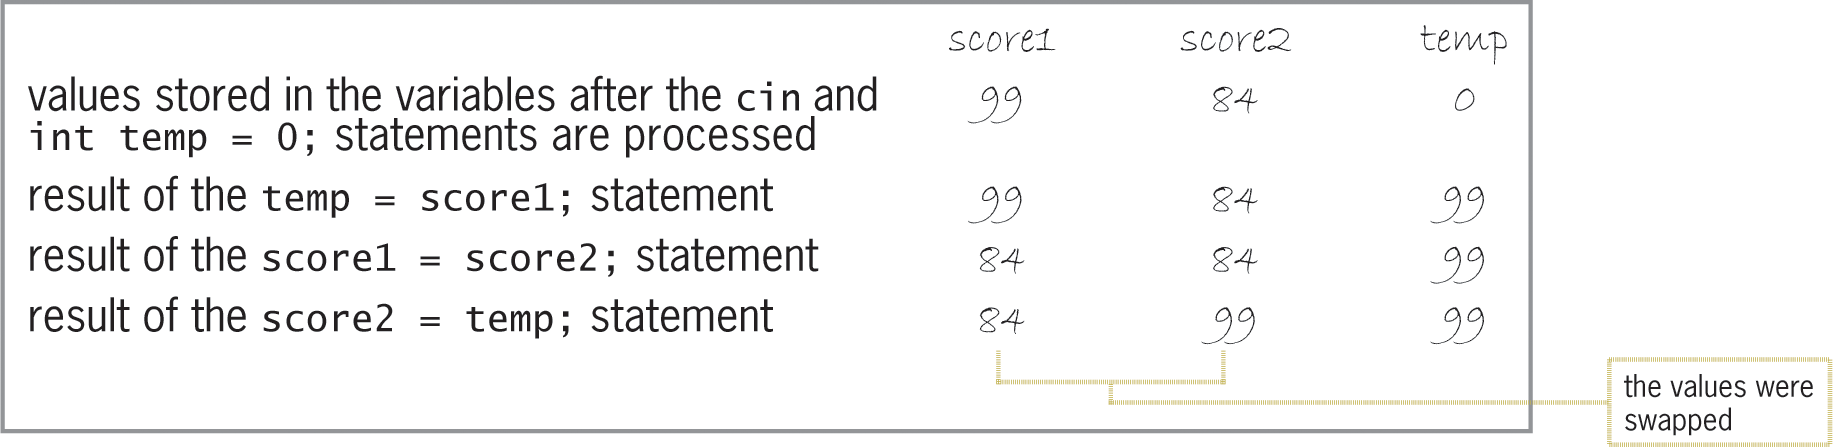 score1 score2 temp
values stored in the variables after the cin and 99 84 0
int temp = 0; statements are processed
result of the temp = score1; statement 99 84 99
result of the score1 = score2; statement 84 84 99
result of the score2 = temp; statement 84 99 99
the values were
swapped